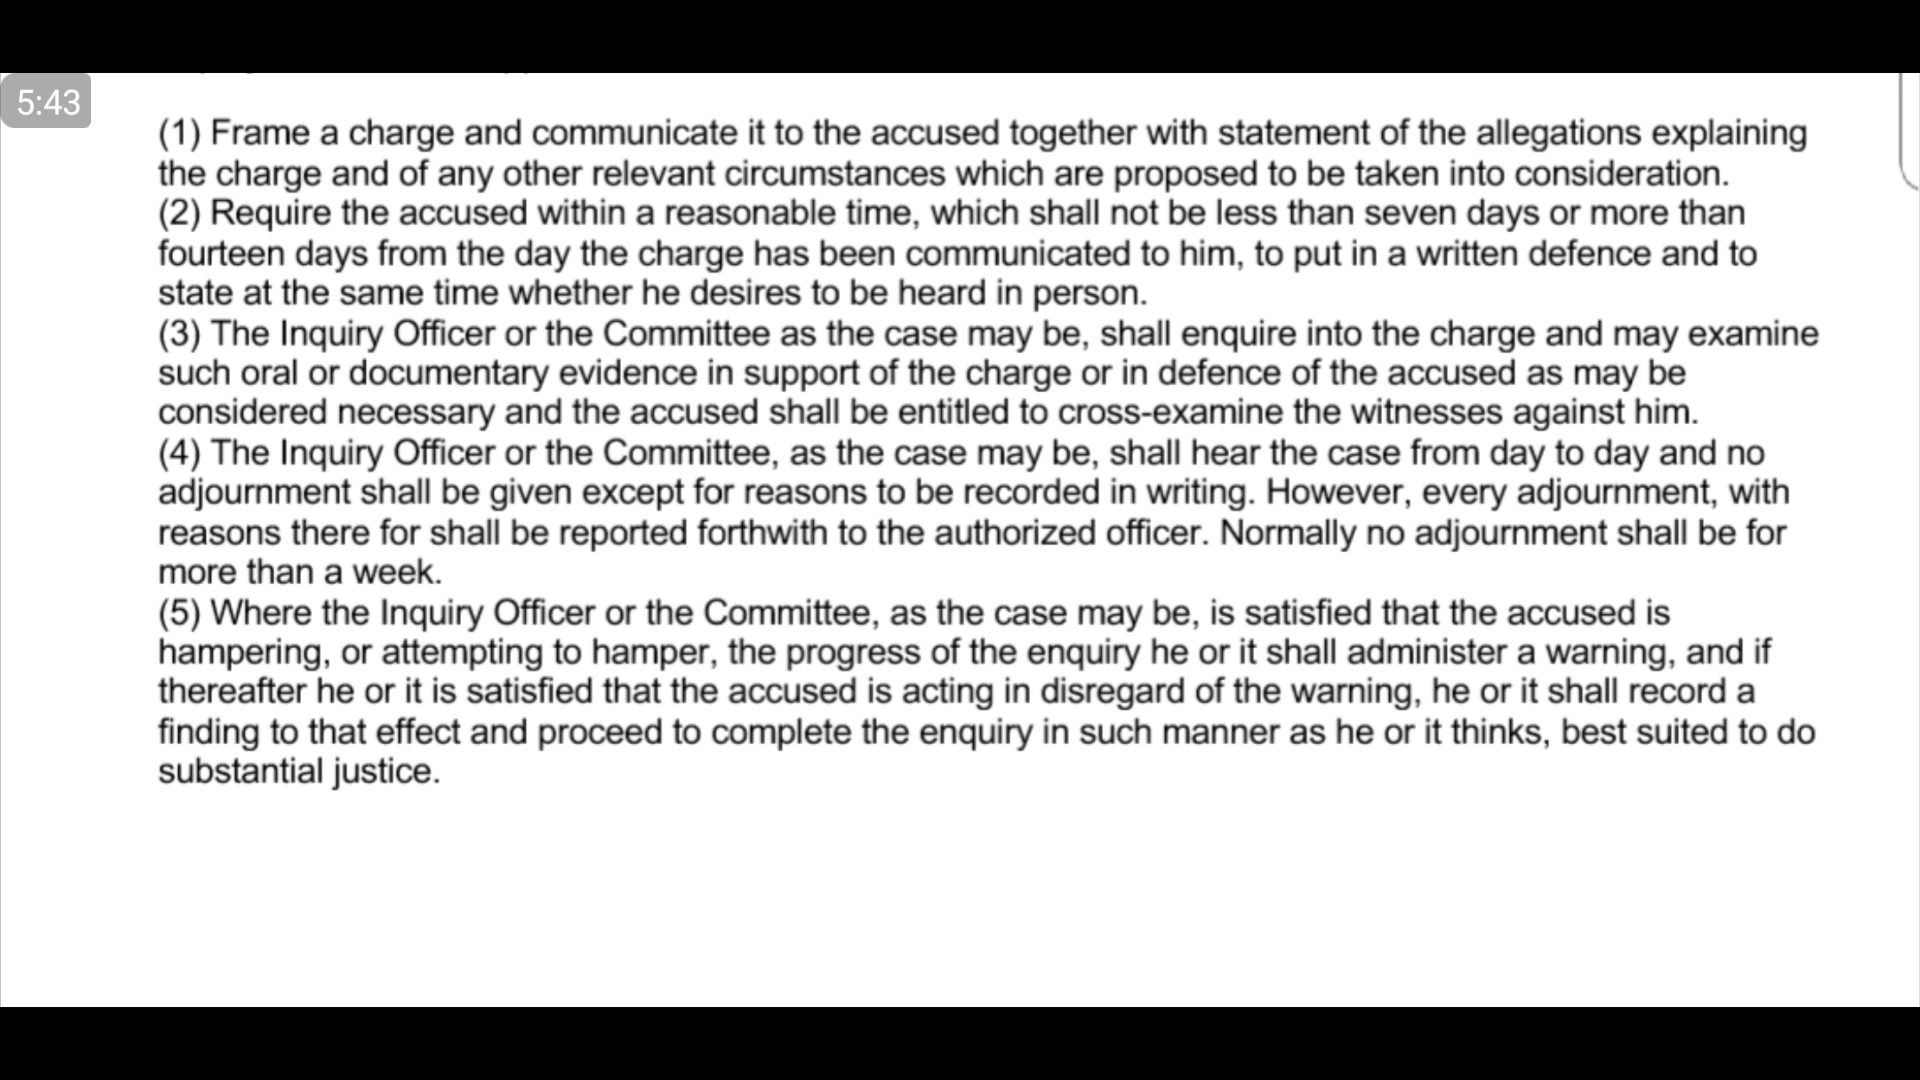 5:43
(1) Frame a charge and communicate it to the accused together with statement of the allegations explaining
the charge and of any other relevant circumstances which are proposed to be taken into consideration.
(2) Require the accused within a reasonable time, which shall not be less than seven days or more than
fourteen days from the day the charge has been communicated to him, to put in a written defence and to
state at the same time whether he desires to be heard in person.
(3) The Inquiry Officer or the Committee as the case may be, shall enquire into the charge and may examine
such oral or documentary evidence in support of the charge or in defence of the accused as may be
considered necessary and the accused shall be entitled to cross-examine the witnesses against him.
(4) The Inquiry Officer or the Committee, as the case may be, shall hear the case from day to day and no
adjournment shall be given except for reasons to be recorded in writing. However, every adjournment, with
reasons there for shall be reported forthwith to the authorized officer. Normally no adjournment shall be for
more than a week.
(5) Where the Inquiry Officer or the Committee, as the case may be, is satisfied that the accused is
hampering, or attempting to hamper, the progress of the enquiry he or it shall administer a warning, and if
thereafter he or it is satisfied that the accused is acting in disregard of the warning, he or it shall record a
finding to that effect and proceed to complete the enquiry in such manner as he or it thinks, best suited to do
substantial justice.